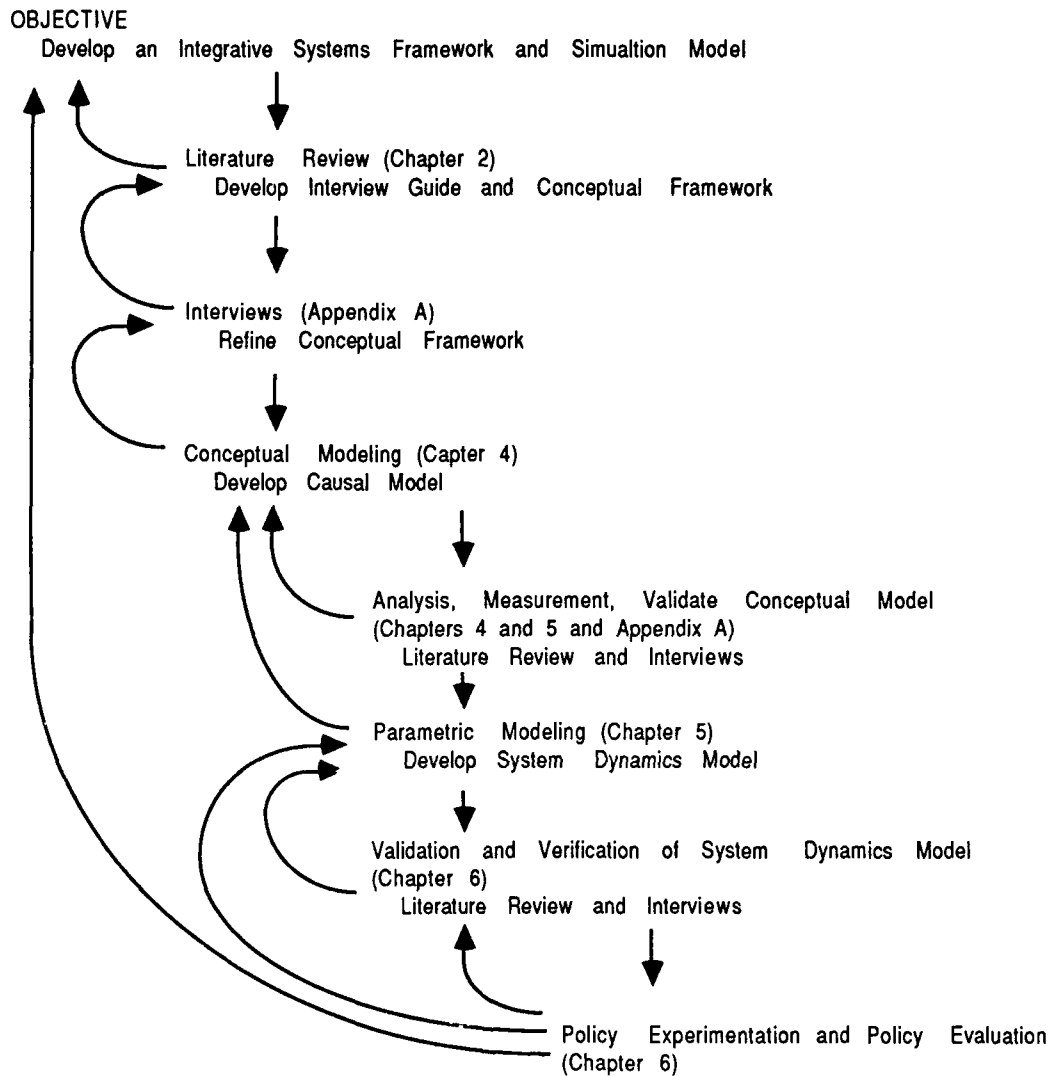 OBJECTIVE
Develop an Integrative Systems Framework and Simualtion Model
Literature Review (Chapter 2)
Develop Interview Guide and Conceptual Framework
Interviews (Appendix A)
Refine Conceptual Framework
Conceptual Modeling (Capter 4)
Develop Causal Model
Analysis, Measurement, Validate Conceptual Model
(Chapters 4 and 5 and Appendix A)
Literature Review and Interviews
Parametric Modeling (Chapter 5)
Develop System Dynamics Model
Validation and Verification of System Dynamics Model
(Chapter 6)
Literature Review and Interviews
Policy Experimentation and Policy Evaluation
(Chapter 6)